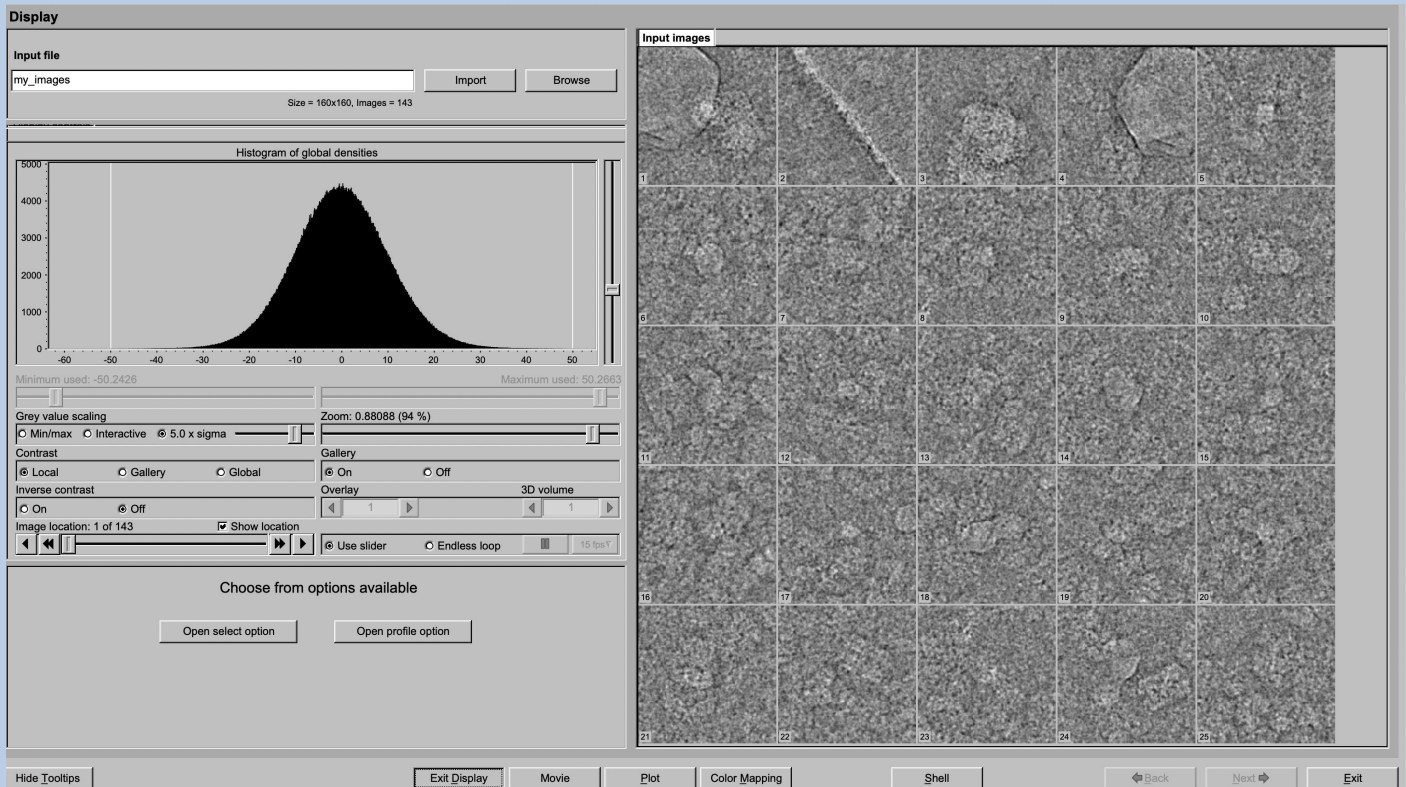 Display
Input file
my_images
Import
Browse
Size = 160x160, Images = 143
Histogram of global densities
5000
4000
3000
2000
1000
0
-60 -50 -40 -30 -20 -10 0 10 20 30 40 50
Minimum used: -50.2426
Maximum used: 50.2663
Grey value scaling
Zoom: 0.88088 (94 %)
Min/max Interactive 5.0 x sigma
Contrast
Gallery
Local Gallery Global
On Off
Inverse contrast
Overlay
3D volume
On Off
1
1
Image location: 1 of 143
Show location
Use slider Endless loop
15 fps
Choose from options available
Open select option
Open profile option
Input images
1 2 3 4 5
6 7 8 9 10
11 12 13 14 15
16 17 18 19 20
21 22 23 24 25
Hide Tooltips
Exit Display
Movie
Plot
Color Mapping
Shell
Back
Next
Exit